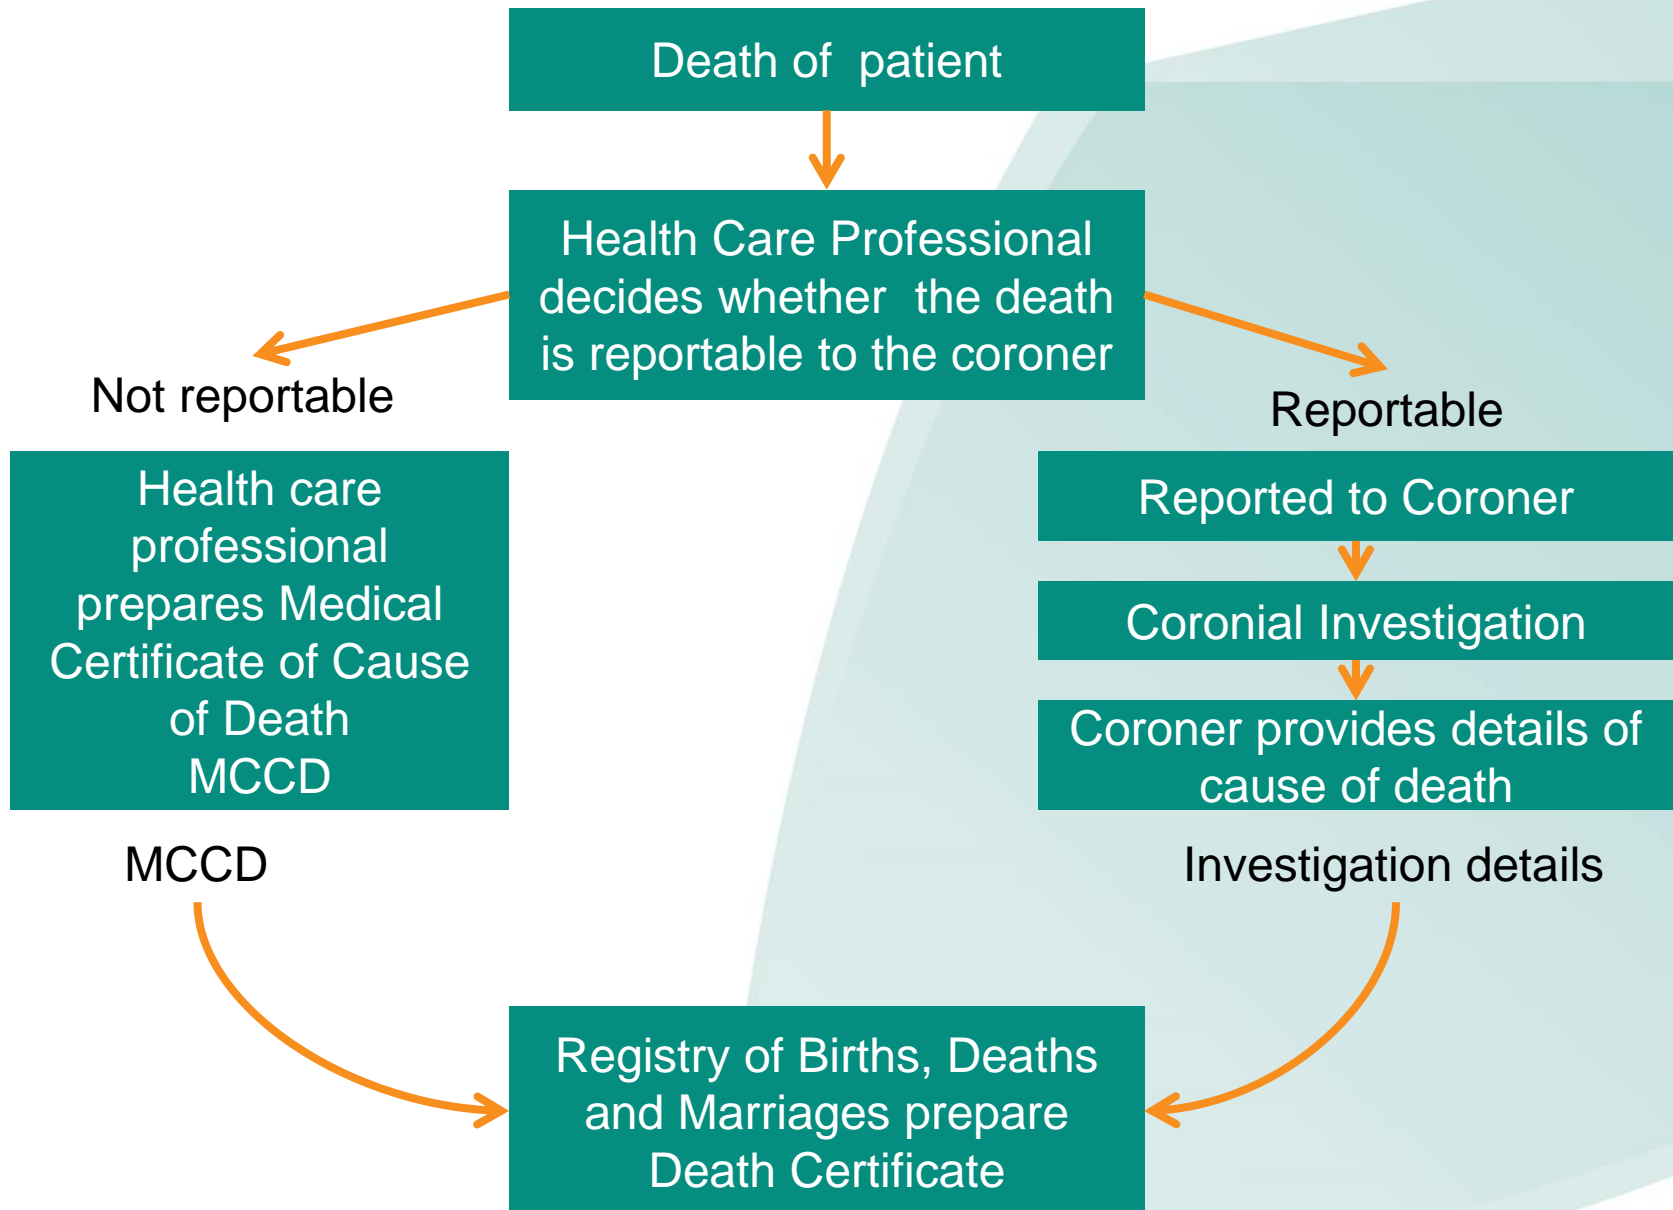 Death of patient
Health Care Professional
decides whether the death
is reportable to the coroner
Not reportable
Health care
professional
prepares Medical
Certificate of Cause
of Death
MCCD
MCCD
Reportable
Reported to Coroner
Coronial Investigation
Coroner provides details of
cause of death
Investigation details
Registry of Births, Deaths
and Marriages prepare
Death Certificate